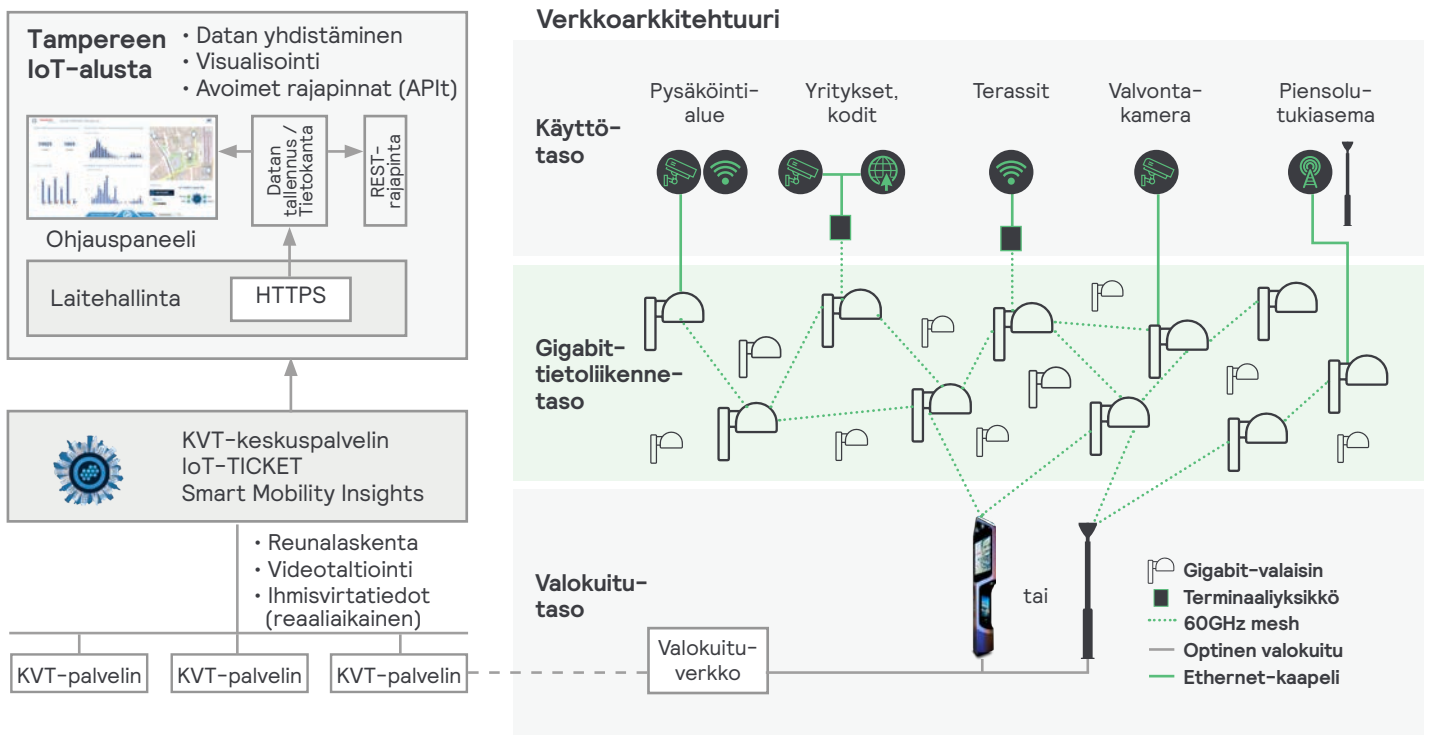 Tampereen
IoT-alusta
• Datan yhdistäminen
• Visualisointi
• Avoimet rajapinnat (APIt)
Datan
tallennus /
Tietokanta
REST-
rajapinta
Ohjauspaneeli
Laitehallinta
HTTPS
KVT-keskuspalvelin
IoT-TICKET
Smart Mobility Insights
• Reunalaskenta
• Videotaltiointi
• Ihmisvirtatiedot
(reaaliaikainen)
KVT-palvelin
KVT-palvelin
KVT-palvelin
Verkkoarkkitehtuuri
Käyttö-
taso
Pysäköinti-
alue
Yritykset,
kodit
Terassit
Valvonta-
kamera
Piensolu-
tukiasema
Gigabit-
tietoliikenne-
taso
Valokuitu-
taso
Valokuitu-
verkko
tai
Gigabit-valaisin
Terminaaliyksikkö
60GHz mesh
Optinen valokuitu
Ethernet-kaapeli